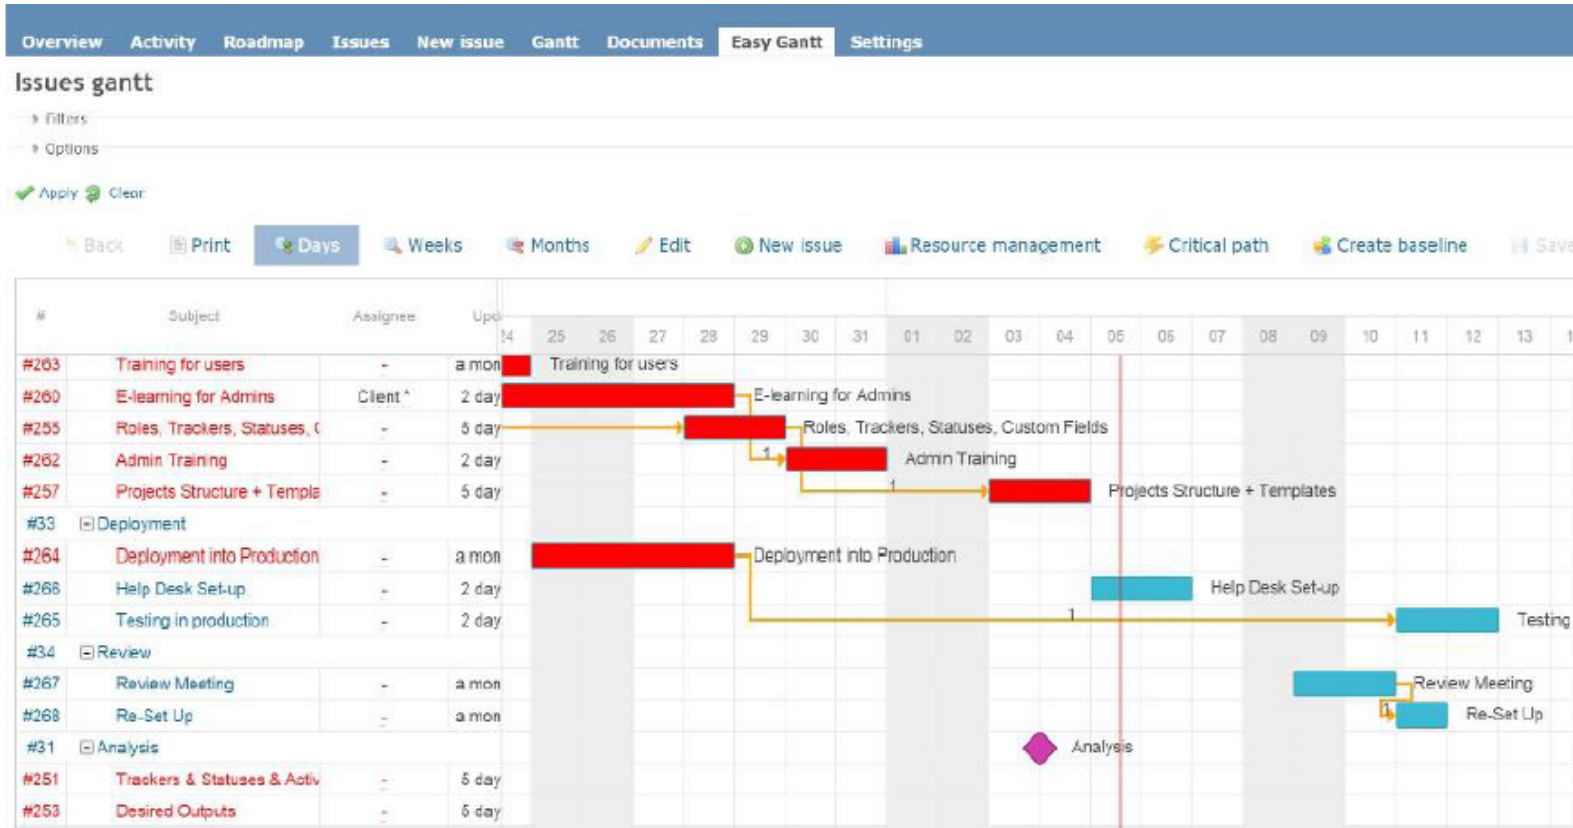 Overview Activity Roadmap Issues New issue Gantt Documents Easy Gantt Settings
Issues gantt
Filters
Options
Apply Clear
Back Print Days Weeks Months Edit New issue Resource management Critical path Create baseline Save
# Subject Assignee Upd
24 25 26 27 28 29 30 31 01 02 03 04 05 06 07 08 09 10 11 12 13 1
#263 Training for users - a mon Training for users
#260 E-learning for Admins Client * 2 day E-learning for Admins
#255 Roles, Trackers, Statuses, C - 5 day Roles, Trackers, Statuses, Custom Fields
#262 Admin Training - 2 day 1 Admin Training
#257 Projects Structure + Templa - 5 day 1 Projects Structure + Templates
#33 Deployment
#264 Deployment into Production - a mon Deployment into Production
#266 Help Desk Set-up - 2 day Help Desk Set-up
#265 Testing in production - 2 day 1 Testing
#34 Review
#267 Review Meeting - a mon Review Meeting
#268 Re-Set Up - a mon 1 Re-Set Up
#31 Analysis Analysis
#251 Trackers & Statuses & Activ - 5 day
#253 Desired Outputs - 5 day